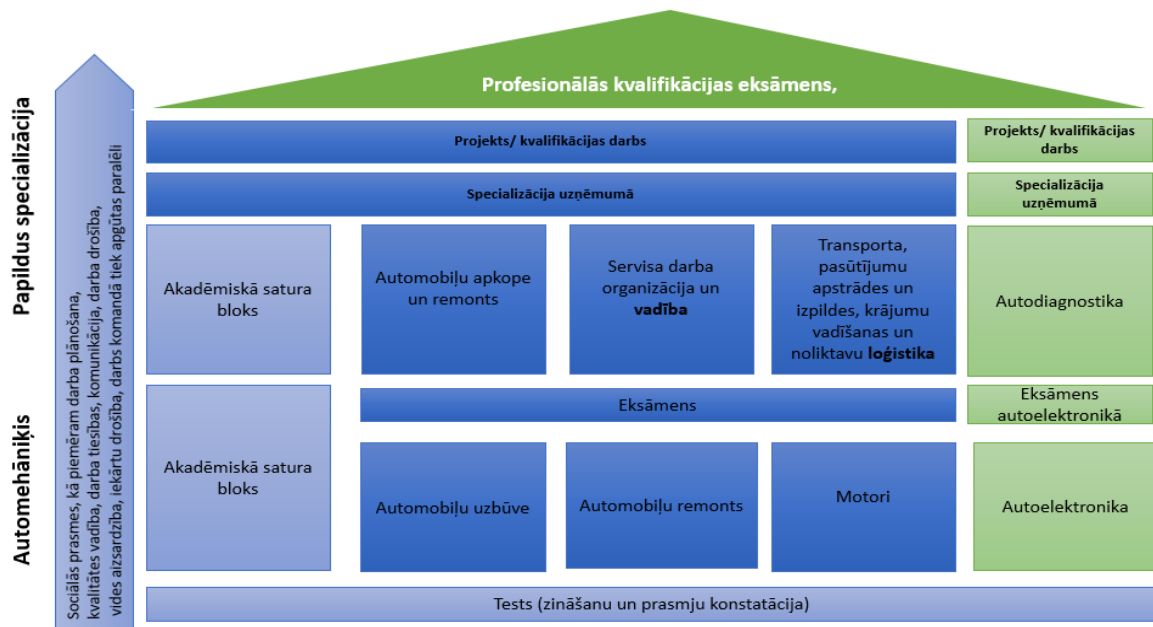 Profesionālās kvalifikācijas eksāmens,
Projekts/ kvalifikācijas darbs
Projekts/ kvalifikācijas
darbs
Specializācija uzņēmumā
Specializācija
uzņēmumā
Papildus specializācija
Akadēmiskā satura
bloks
Automobiļu apkope
un remonts
Servisa darba
organizācija un
vadība
Transporta,
pasūtījumu
apstrādes un
izpildes, krājumu
vadīšanas un
noliktavu loģistika
Autodiagnostika
Sociālās prasmes, kā piemēram darba plānošana,
kvalitātes vadība, darba tiesības, komunikācija, darba drošība,
vides aizsardzība, iekārtu drošība, darbs komandā tiek apgūtas paralēli
Eksāmens
Eksāmens
autoelektronikā
Automehāniķis
Akadēmiskā satura
bloks
Automobiļu uzbūve
Automobiļu remonts
Motori
Autoelektronika
Tests (zināšanu un prasmju konstatācija)